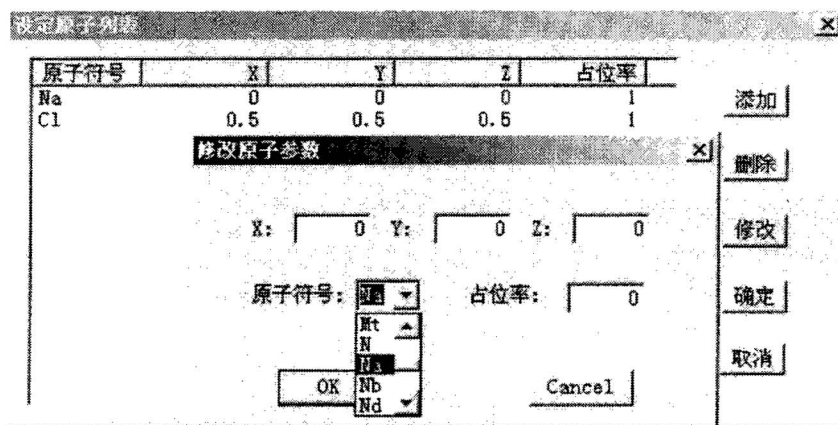 设定原子列表
原子符号 X Y Z 占位率
Na 0 0 0 1
Cl 0.5 0.5 0.5 1
添加
删除
修改
确定
取消
修改原子参数
X: 0 Y: 0 Z: 0
原子符号: Na 占位率: 0
Mt
N
Na
Nb
Nd
OK Cancel